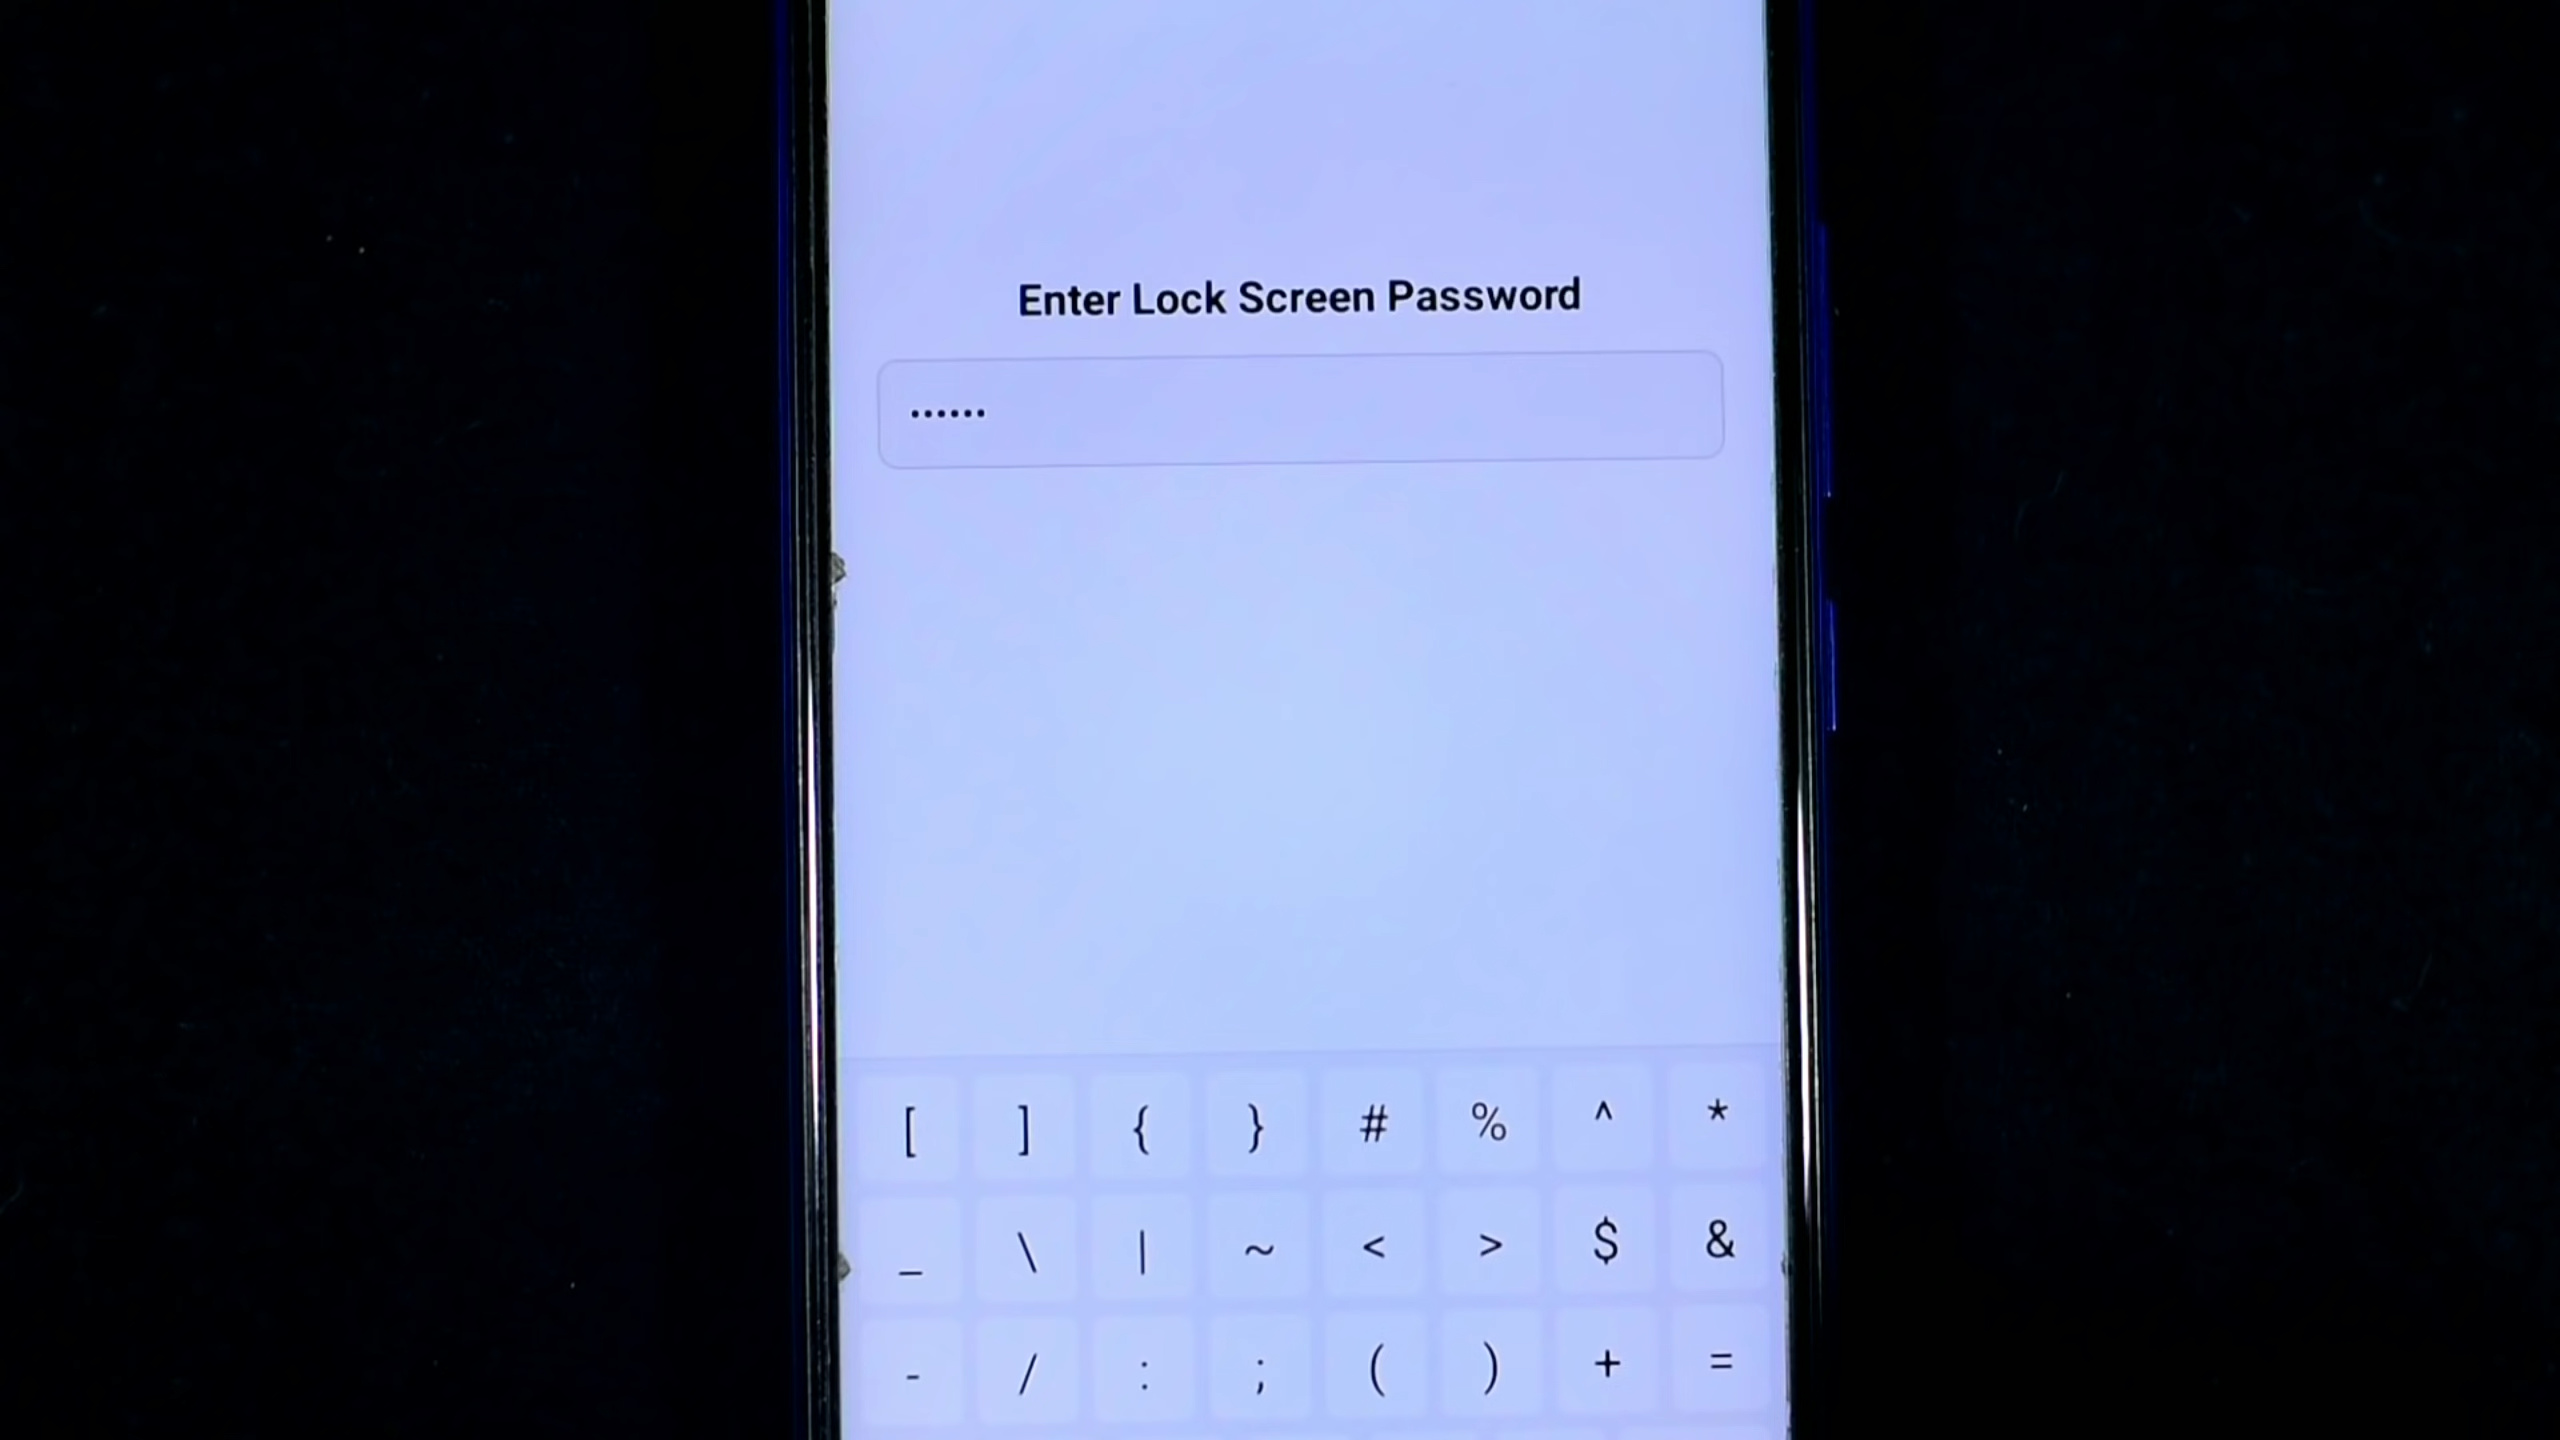 Enter Lock Screen Password
••••••
[ ] { } # % ^ *
_ \ | ~ < > $ &
- / : ; ( ) + =